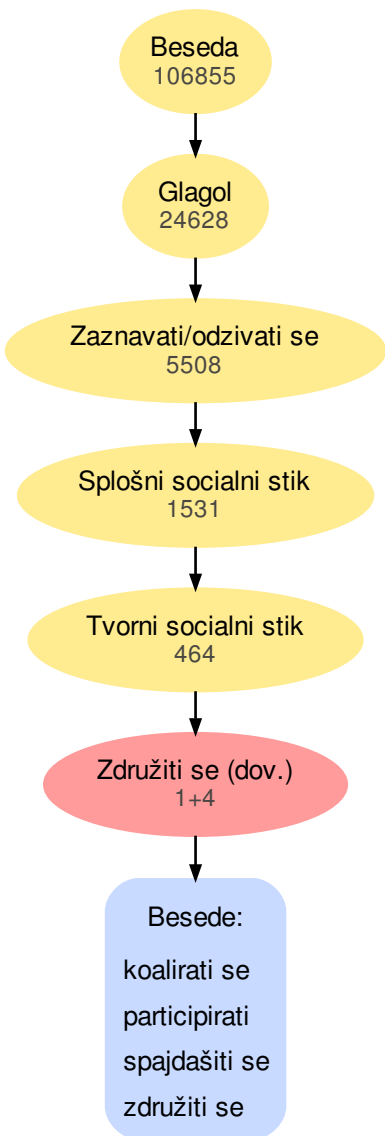 Beseda
106855
Glagol
24628
Zaznavati/odzivati se
5508
Splošni socialni stik
1531
Tvorni socialni stik
464
Združiti se (dov.)
1+4
Besede:
koalirati se
participirati
spajdašiti se
združiti se